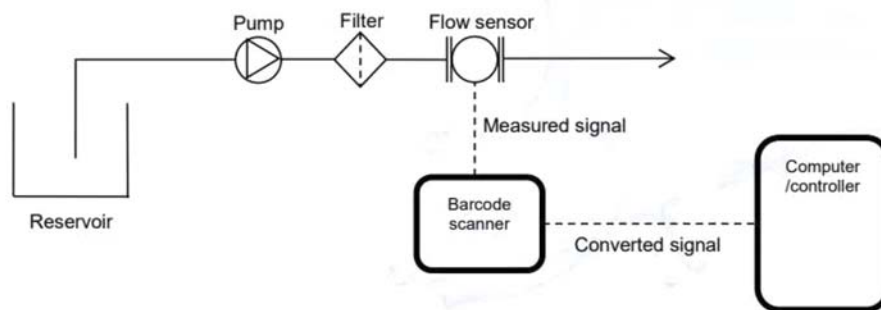 Pump
Filter
Flow sensor
Measured signal
Reservoir
Barcode
scanner
Converted signal
Computer
/controller